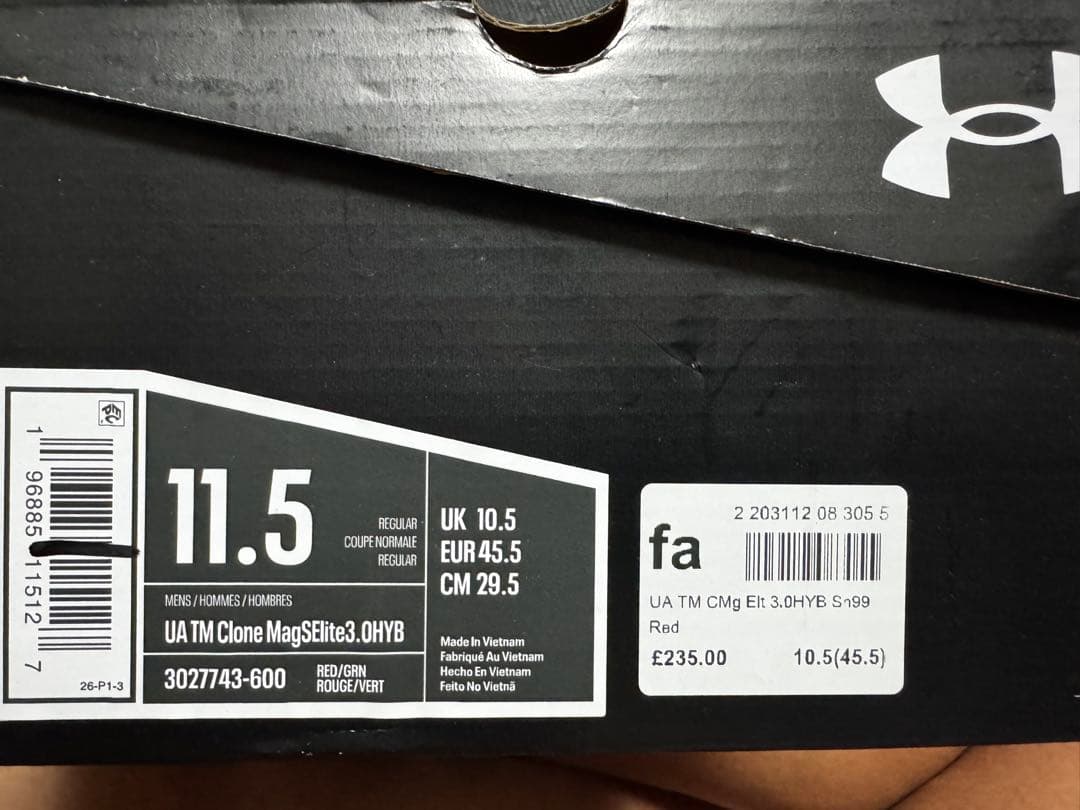 1 96885 11512 7
26-P1-3
11.5
REGULAR
COUPE NORMALE
REGULAR
MENS / HOMMES / HOMBRES
UA TM Clone MagSElite3.0HYB
3027743-600
RED/GRN
ROUGE/VERT
UK 10.5
EUR 45.5
CM 29.5
Made In Vietnam
Fabriqué Au Vietnam
Hecho En Vietnam
Feito No Vietnã
2 203112 08 305 5
fa
UA TM CMg Elt 3.0HYB Sn99
Red
£235.00 10.5(45.5)